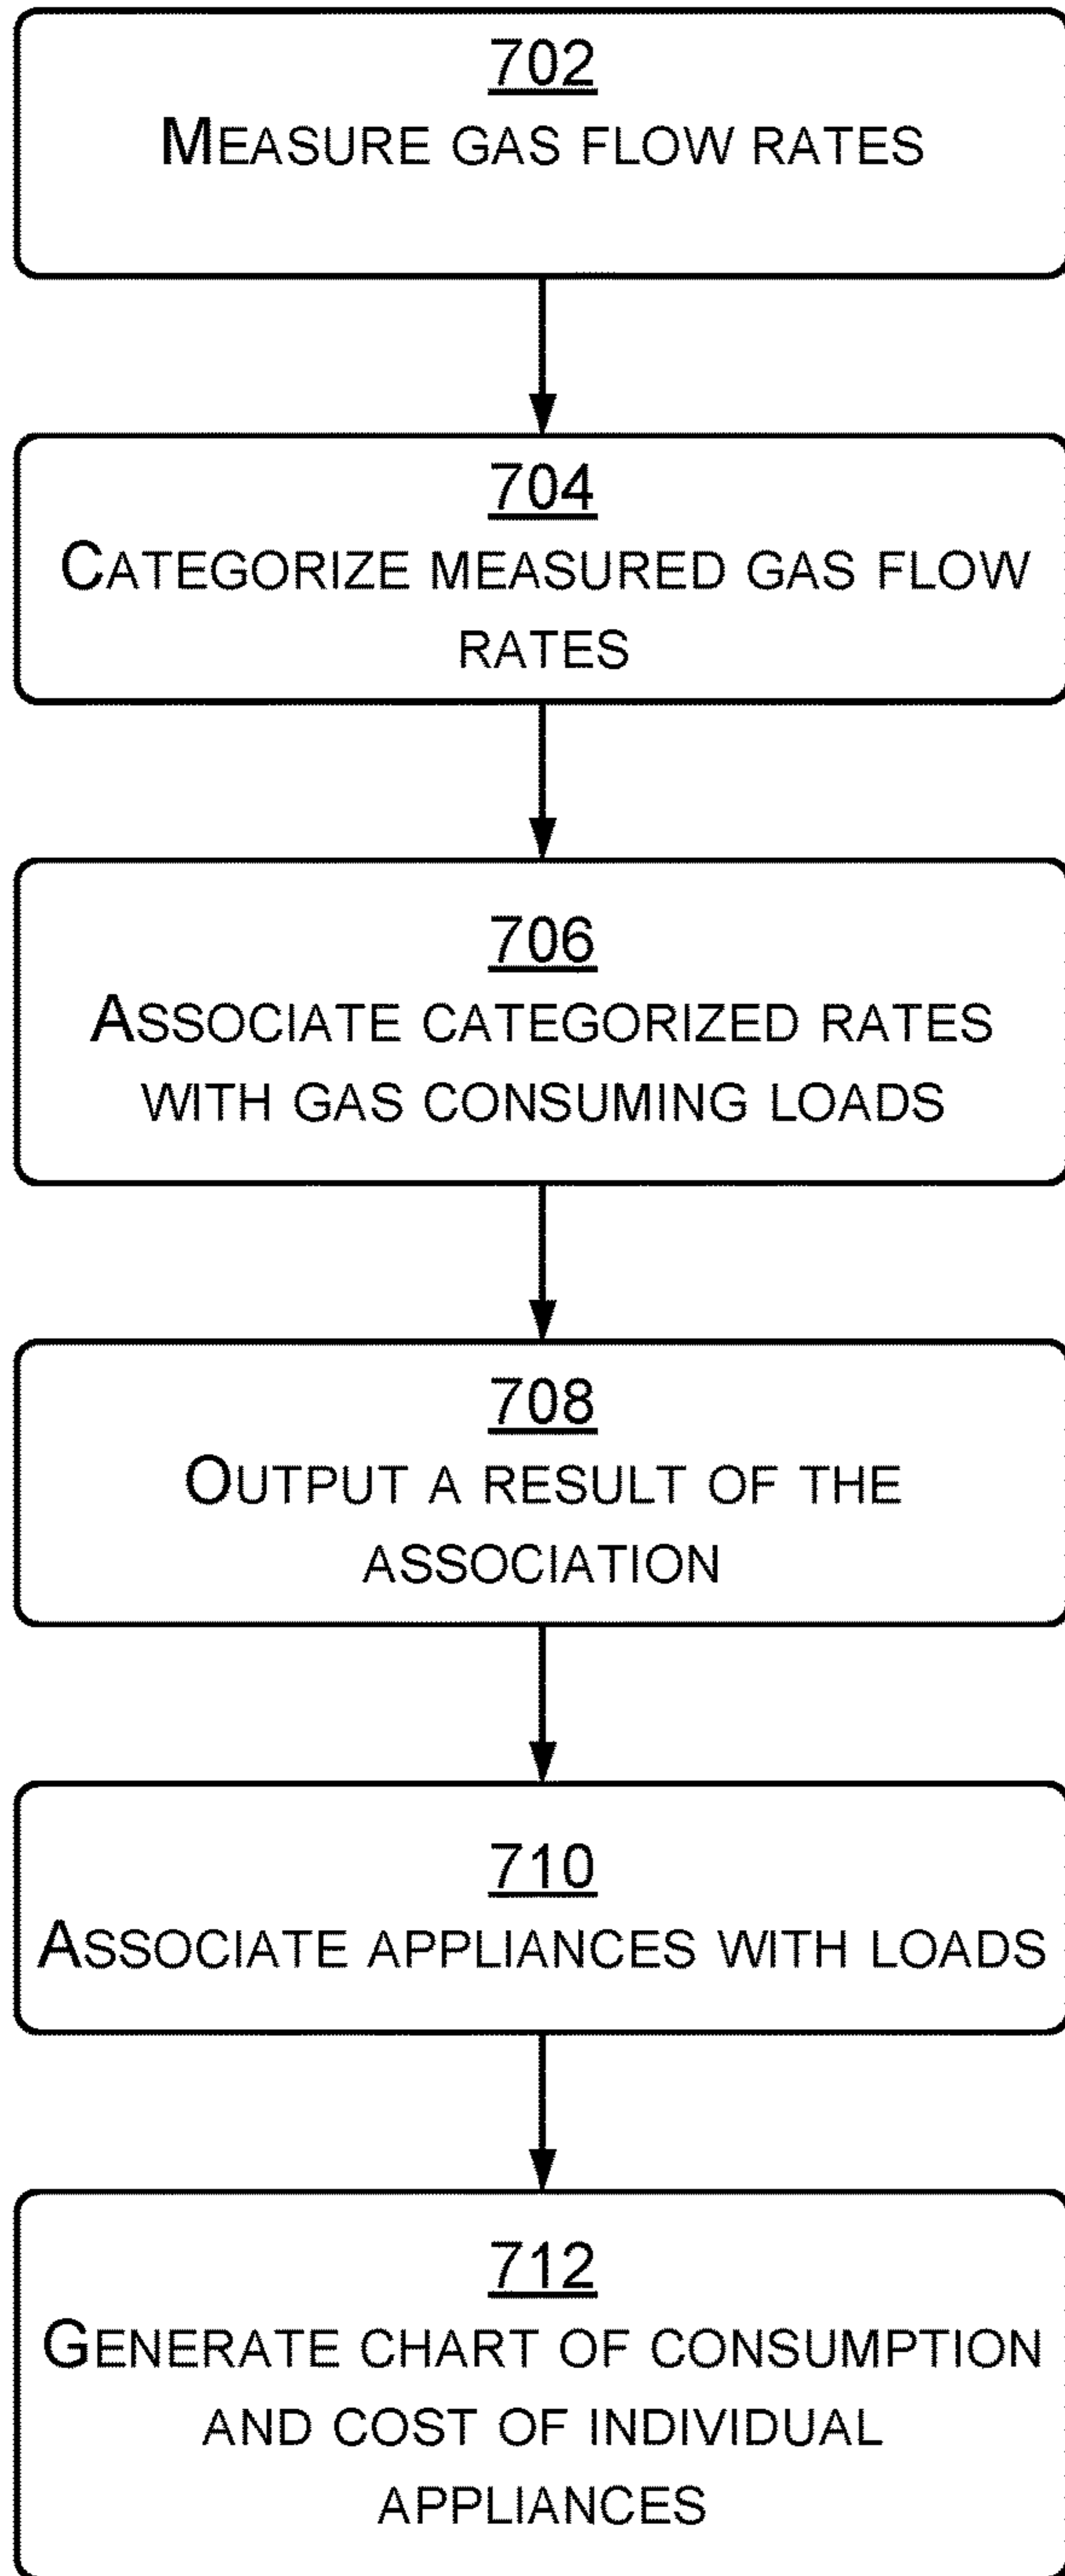 702
MEASURE GAS FLOW RATES
704
CATEGORIZE MEASURED GAS FLOW
RATES
706
ASSOCIATE CATEGORIZED RATES
WITH GAS CONSUMING LOADS
708
OUTPUT A RESULT OF THE
ASSOCIATION
710
ASSOCIATE APPLIANCES WITH LOADS
712
GENERATE CHART OF CONSUMPTION
AND COST OF INDIVIDUAL
APPLIANCES